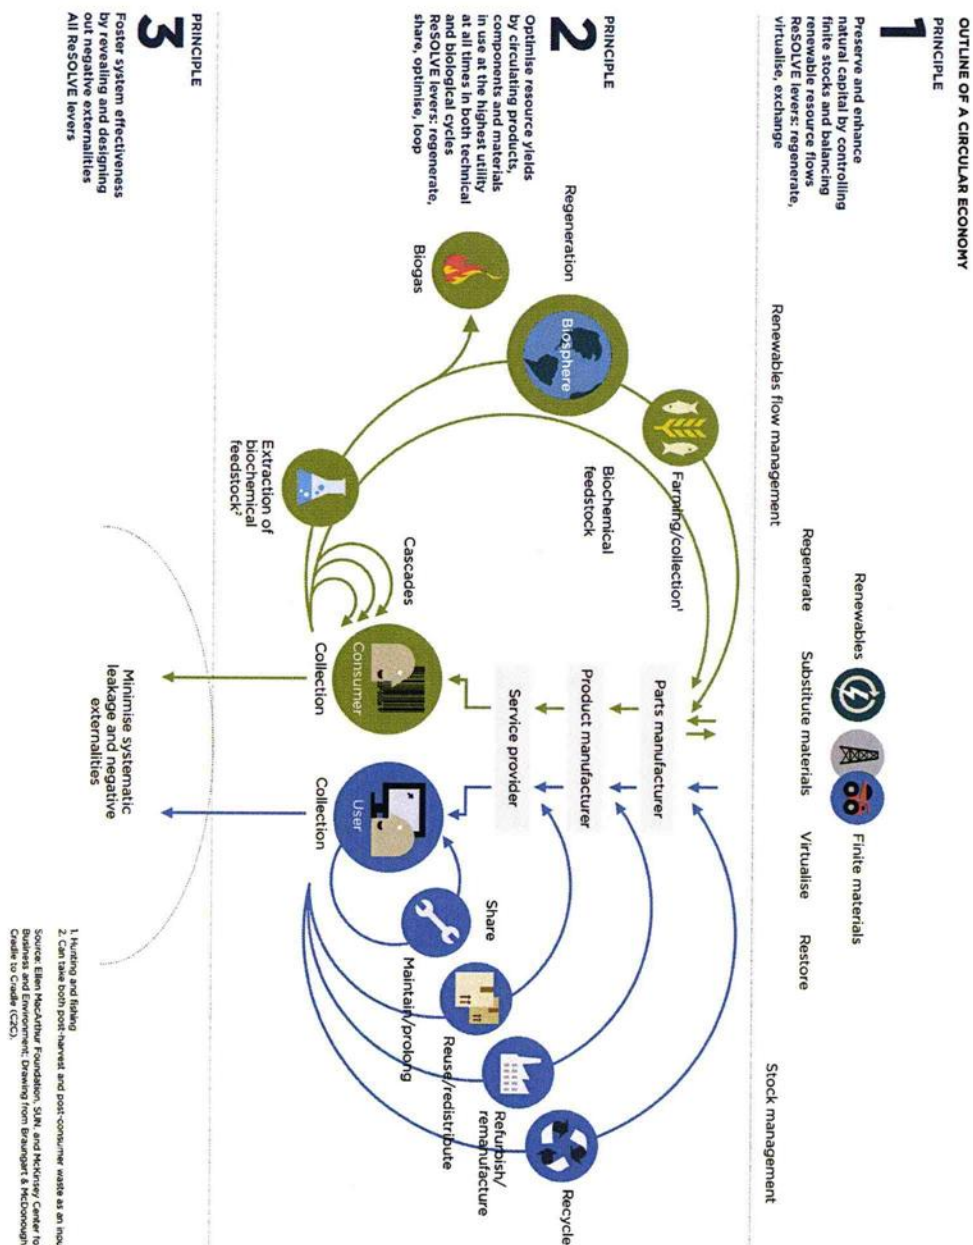 OUTLINE OF A CIRCULAR ECONOMY
PRINCIPLE
1
Preserve and enhance
natural capital by controlling
finite stocks and balancing
renewable resource flows
ReSOLVE levers: regenerate,
virtualise, exchange
Renewables
Finite materials
Regenerate
Substitute materials
Virtualise
Restore
Renewables flow management
Stock management
PRINCIPLE
2
Optimise resource yields
by circulating products,
components and materials
in use at the highest utility
at all times in both technical
and biological cycles
ReSOLVE levers: regenerate,
share, optimise, loop
Farming/collection¹
Parts manufacturer
Biochemical
feedstock
Product manufacturer
Regeneration
Biosphere
Service provider
Recycle
Refurbish/
remanufacture
Reuse/redistribute
Share
Maintain/prolong
Biogas
Cascades
Consumer
User
Collection
Collection
Extraction of
biochemical
feedstock²
PRINCIPLE
3
Foster system effectiveness
by revealing and designing
out negative externalities
All ReSOLVE levers
Minimise systematic
leakage and negative
externalities
1. Hunting and fishing
2. Can take both post-harvest and post-consumer waste as an
Source: Ellen MacArthur Foundation, SUN, and McKinsey Center
Business and Environment; Drawing from Braungart & McDonough
Cradle to Cradle (C2C).